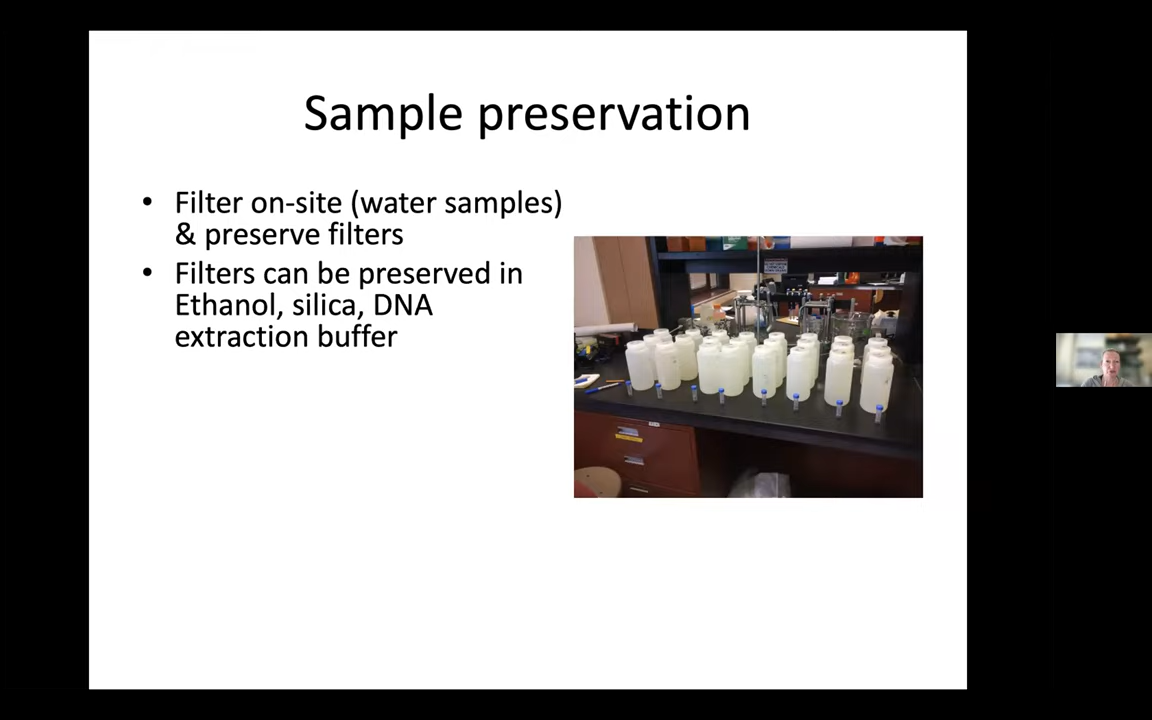 Sample preservation
• Filter on-site (water samples)
& preserve filters
• Filters can be preserved in
Ethanol, silica, DNA
extraction buffer